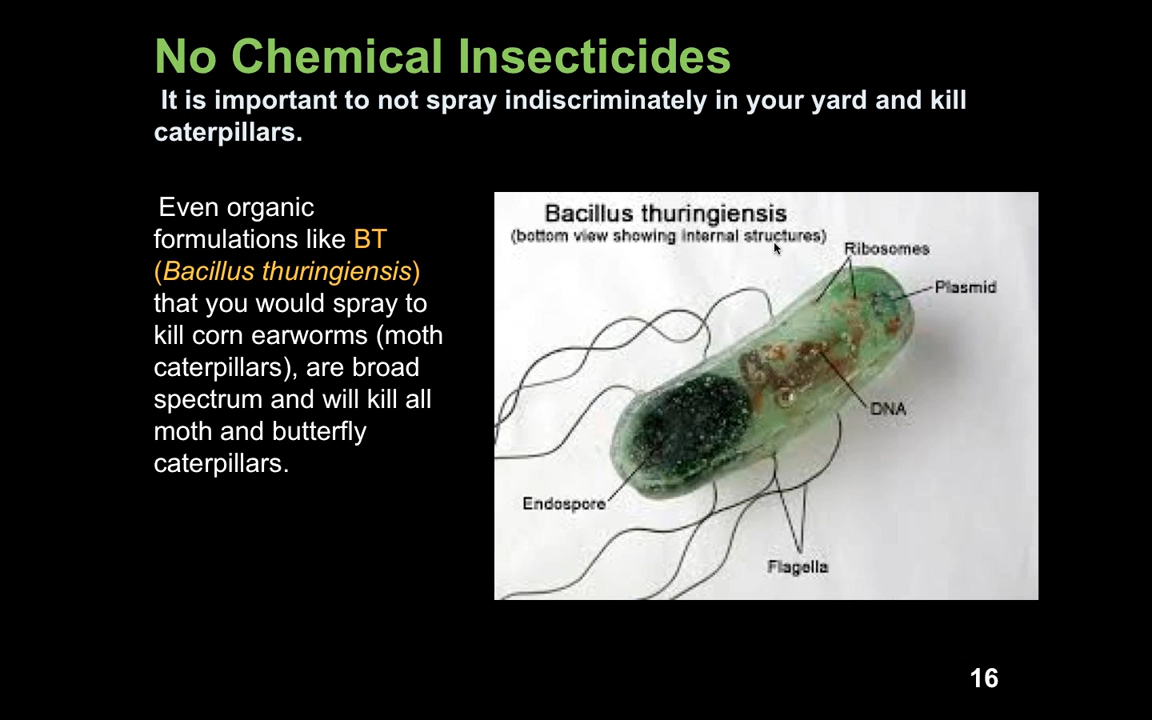 No Chemical Insecticides
It is important to not spray indiscriminately in your yard and kill
caterpillars.
Even organic
formulations like BT
(Bacillus thuringiensis)
that you would spray to
kill corn earworms (moth
caterpillars), are broad
spectrum and will kill all
moth and butterfly
caterpillars.
Bacillus thuringiensis
(bottom view showing internal structures)
Ribosomes
Plasmid
DNA
Endospore
Flagella
16